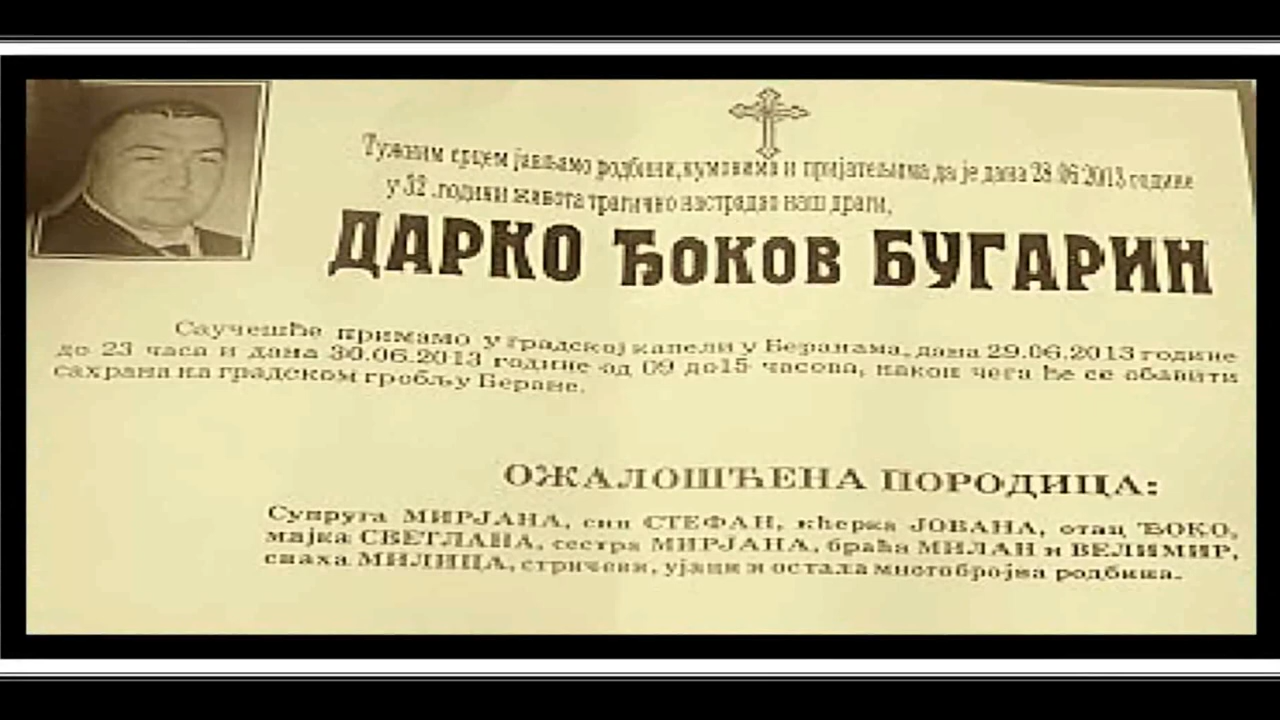 Тужним срцем јављамо родбини, кумовима и пријатељима да је дана 28.06.2013 године
у 32 .години живота трагично настрадао наш драги,
ДАРКО ЂОКОВ БУГАРИН
Саучешће примамо у градској капели у Беранама, дана 29.06.2013 године
до 23 часа и дана 30.06.2013 године од 09 до15 часова, након чега ће се обавити
сахрана на градском гробљу Беране.
ОЖАЛОШЋЕНА ПОРОДИЦА:
Супруга МИРЈАНА, син СТЕФАН, кћерка ЈОВАНА, отац ЂОКО,
мајка СВЕТЛАНА, сестра МИРЈАНА, браћа МИЛАН и ВЕЛИМИР,
снаха МИЛИЦА, стричеви, ујаци и остала многобројна родбина.